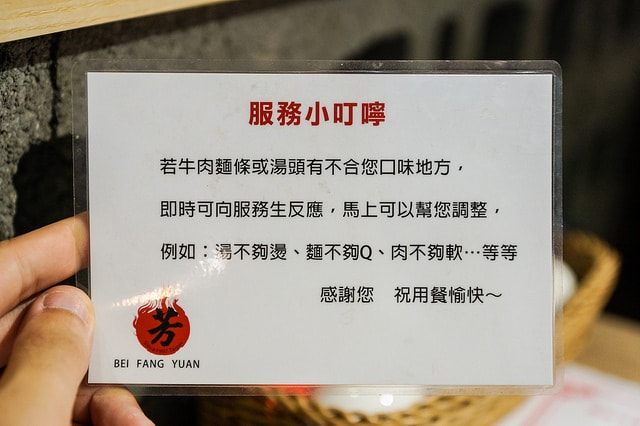 服務小叮嚀
若牛肉麵條或湯頭有不合您口味地方，
即時可向服務生反應，馬上可以幫您調整，
例如：湯不夠燙、麵不夠Q、肉不夠軟…等等
感謝您　祝用餐愉快～
芳
BEI FANG YUAN